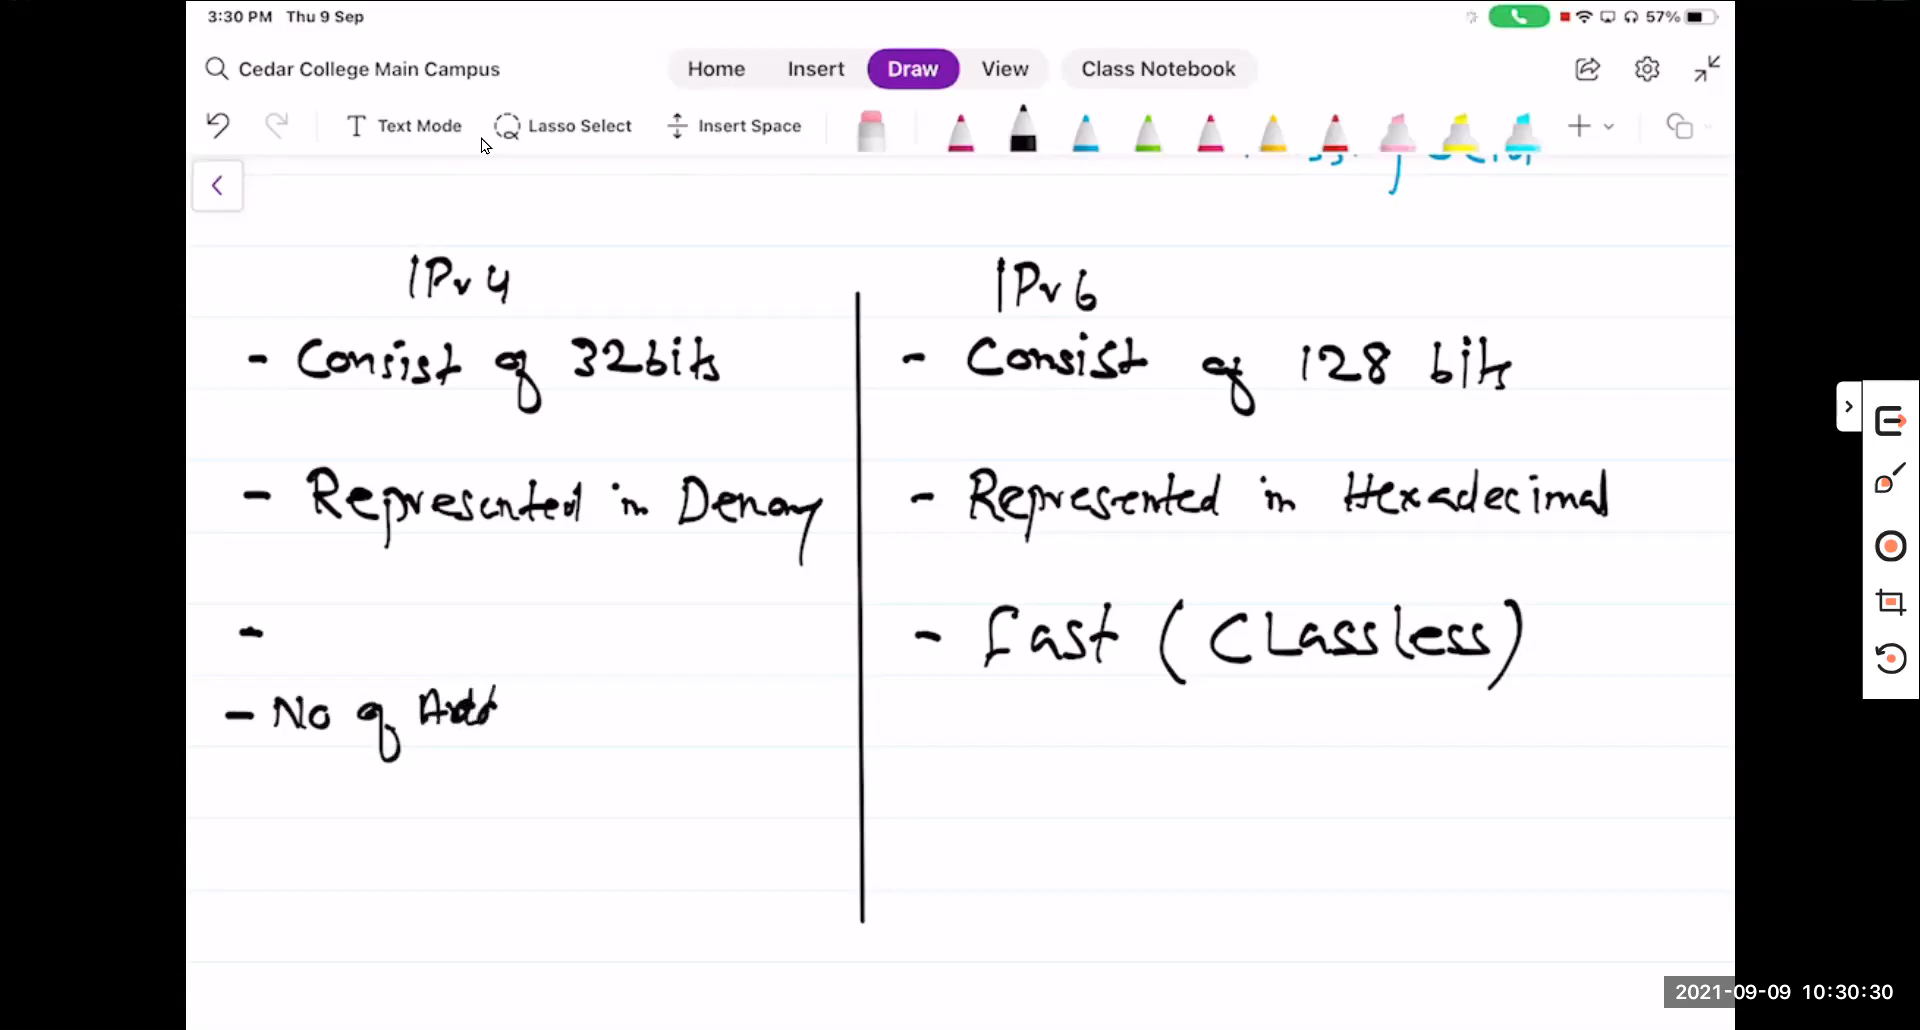 3:30 PM Thu 9 Sep
57%
Cedar College Main Campus
Home Insert Draw View Class Notebook
Text Mode Lasso Select Insert Space
IPv4
- Consist of 32bits
- Represented in Denary
-
- No of Add
IPv6
- Consist of 128 bits
- Represented in Hexadecimal
- Fast (Classless)
2021-09-09 10:30:30